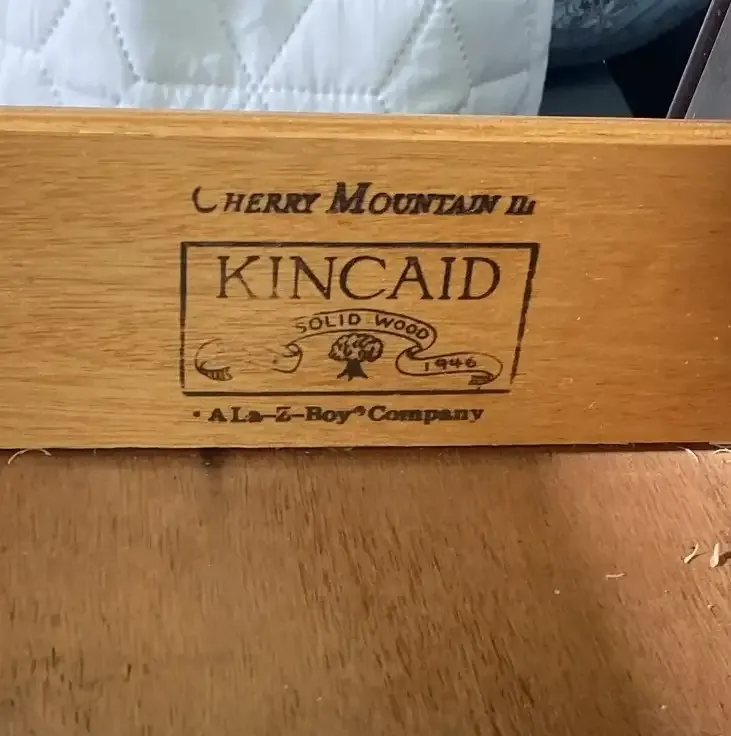 CHERRY MOUNTAIN II
KINCAID
SOLID WOOD
1946
A La-Z-Boy® Company